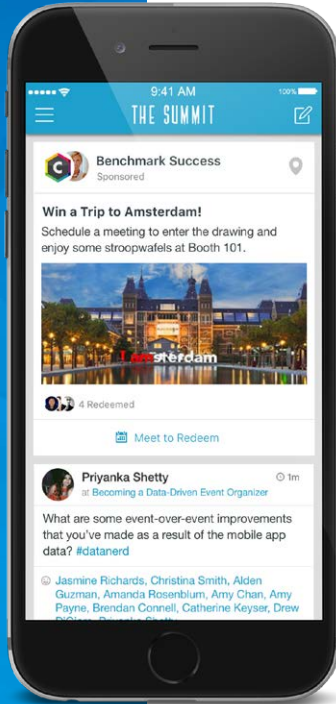 9:41 AM
100%
THE SUMMIT
Benchmark Success
Sponsored
Win a Trip to Amsterdam!
Schedule a meeting to enter the drawing and
enjoy some stroopwafels at Booth 101.
I amsterdam
4 Redeemed
Meet to Redeem
Priyanka Shetty
1m
at Becoming a Data-Driven Event Organizer
What are some event-over-event improvements
that you've made as a result of the mobile app
data? #datanerd
Jasmine Richards, Christina Smith, Alden
Guzman, Amanda Rosenblum, Amy Chan, Amy
Payne, Brendan Connell, Catherine Keyser, Drew